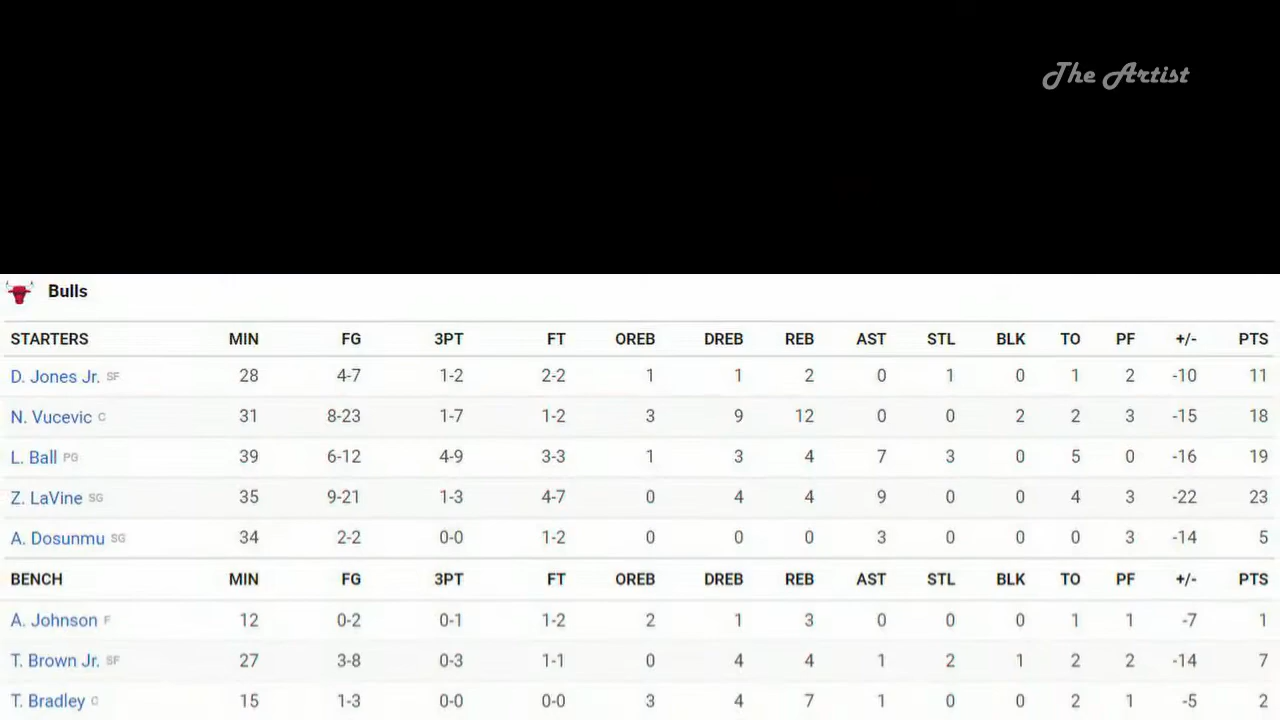 The Artist
Bulls
STARTERS MIN FG 3PT FT OREB DREB REB AST STL BLK TO PF +/- PTS
D. Jones Jr. SF 28 4-7 1-2 2-2 1 1 2 0 1 0 1 2 -10 11
N. Vucevic C 31 8-23 1-7 1-2 3 9 12 0 0 2 2 3 -15 18
L. Ball PG 39 6-12 4-9 3-3 1 3 4 7 3 0 5 0 -16 19
Z. LaVine SG 35 9-21 1-3 4-7 0 4 4 9 0 0 4 3 -22 23
A. Dosunmu SG 34 2-2 0-0 1-2 0 0 0 3 0 0 0 3 -14 5
BENCH MIN FG 3PT FT OREB DREB REB AST STL BLK TO PF +/- PTS
A. Johnson F 12 0-2 0-1 1-2 2 1 3 0 0 0 1 1 -7 1
T. Brown Jr. SF 27 3-8 0-3 1-1 0 4 4 1 2 1 2 2 -14 7
T. Bradley C 15 1-3 0-0 0-0 3 4 7 1 0 0 2 1 -5 2